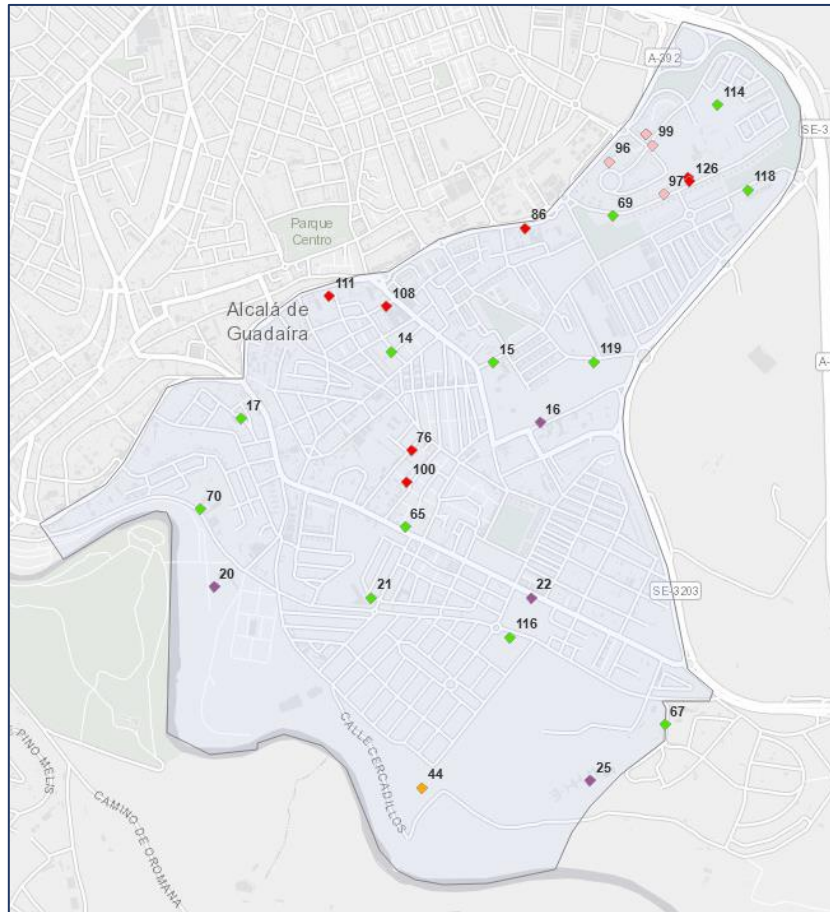 A-392
114
SE-3
99
96
126
97
118
69
86
Parque
Centro
111
108
Alcalá de
Guadaíra
14
15
119
A-
17
16
76
100
70
65
20
21
22
SE-3203
116
67
CALLE CERCADILLOS
PINO-MELIS
44
25
CAMINO DE OROMANA